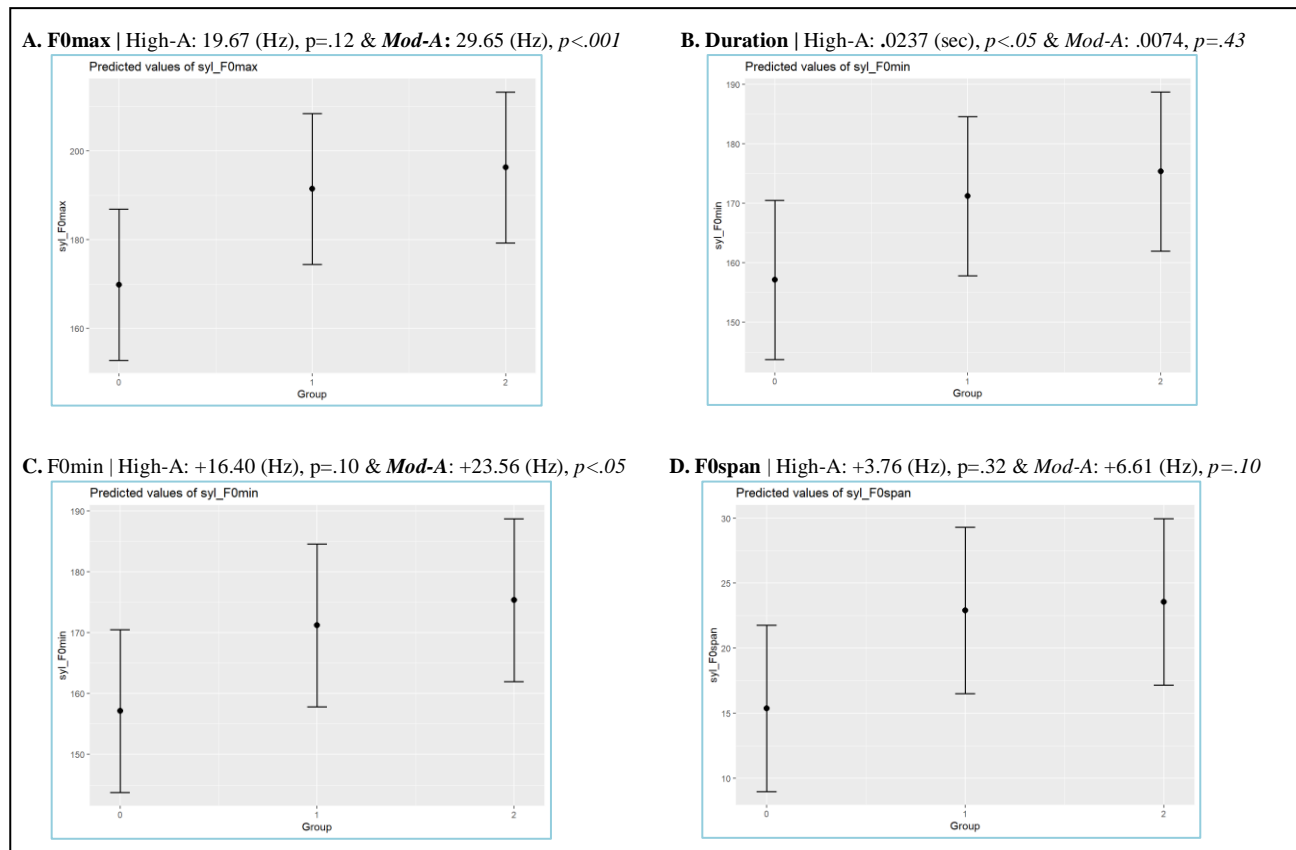 A. F0max | High-A: 19.67 (Hz), p=.12 & Mod-A: 29.65 (Hz), p<.001
Predicted values of syl_F0max
syl_F0max
200
180
160
0
1
2
Group
B. Duration | High-A: .0237 (sec), p<.05 & Mod-A: .0074, p=.43
Predicted values of syl_F0min
syl_F0min
190
180
170
160
150
0
1
2
Group
C. F0min | High-A: +16.40 (Hz), p=.10 & Mod-A: +23.56 (Hz), p<.05
Predicted values of syl_F0min
syl_F0min
190
180
170
160
150
0
1
2
Group
D. F0span | High-A: +3.76 (Hz), p=.32 & Mod-A: +6.61 (Hz), p=.10
Predicted values of syl_F0span
syl_F0span
30
25
20
15
10
0
1
2
Group